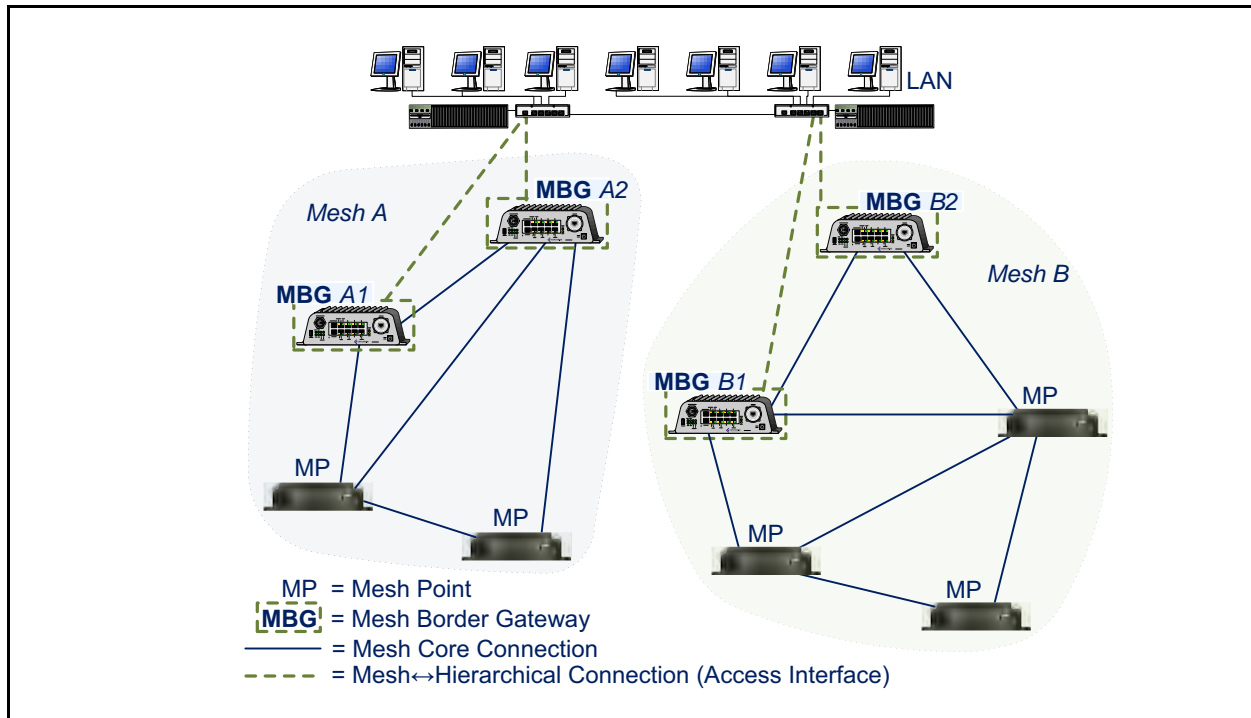 LAN
MBG A2
Mesh A
MBG B2
Mesh B
MBG A1
MBG B1
MP
MP
MP
MP
MP
MP = Mesh Point
MBG = Mesh Border Gateway
= Mesh Core Connection
= Mesh↔Hierarchical Connection (Access Interface)